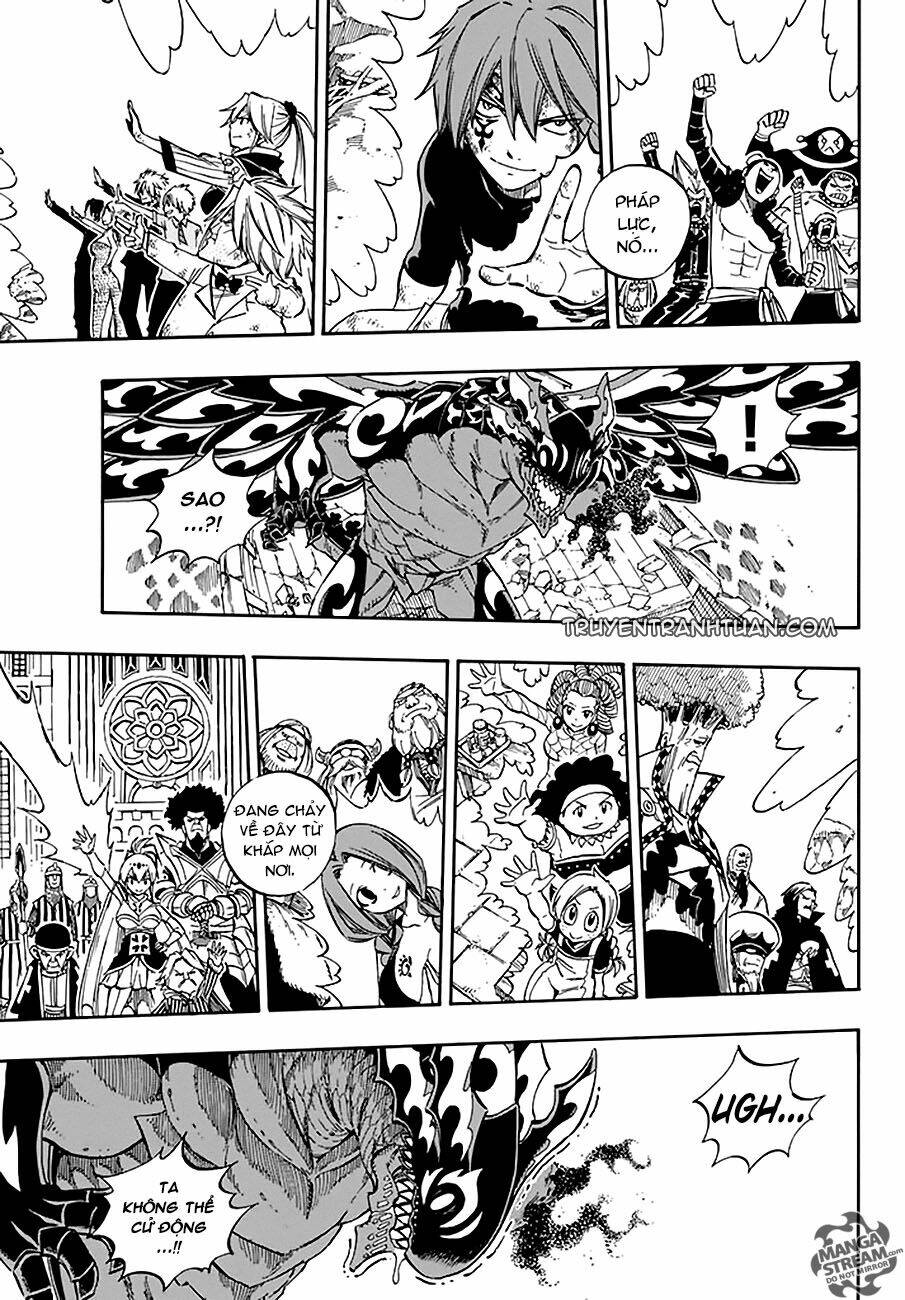 PHÁP
LỰC,
NÓ...
!
SAO
...?!
TRUYENTRANHTUAN.COM
ĐANG CHẢY
VỀ ĐÂY TỪ
KHẮP MỌI
NƠI.
UGH...
TA
KHÔNG THỂ
CỬ ĐỘNG
...!!
MANGA
STREAM.com
DO NOT MIRROR!